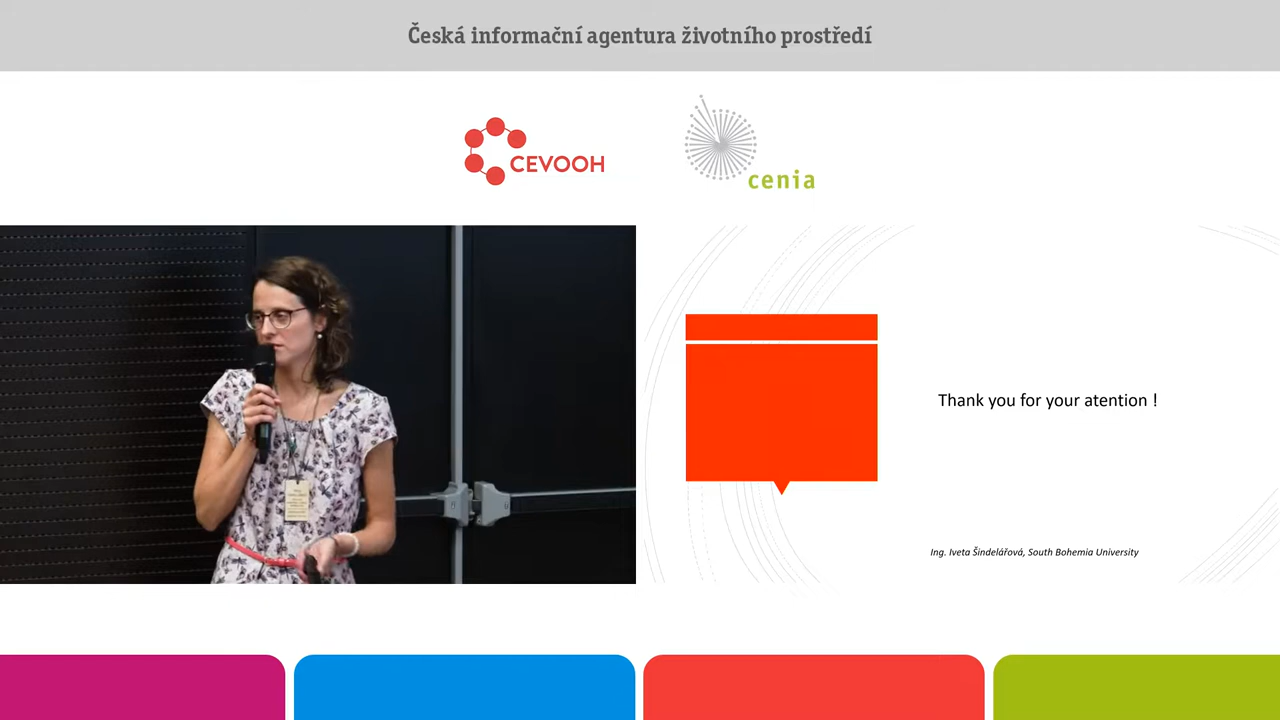 Česká informační agentura životního prostředí
CEVOOH
cenia
Thank you for your atention !
Ing. Iveta Šindelářová, South Bohemia University